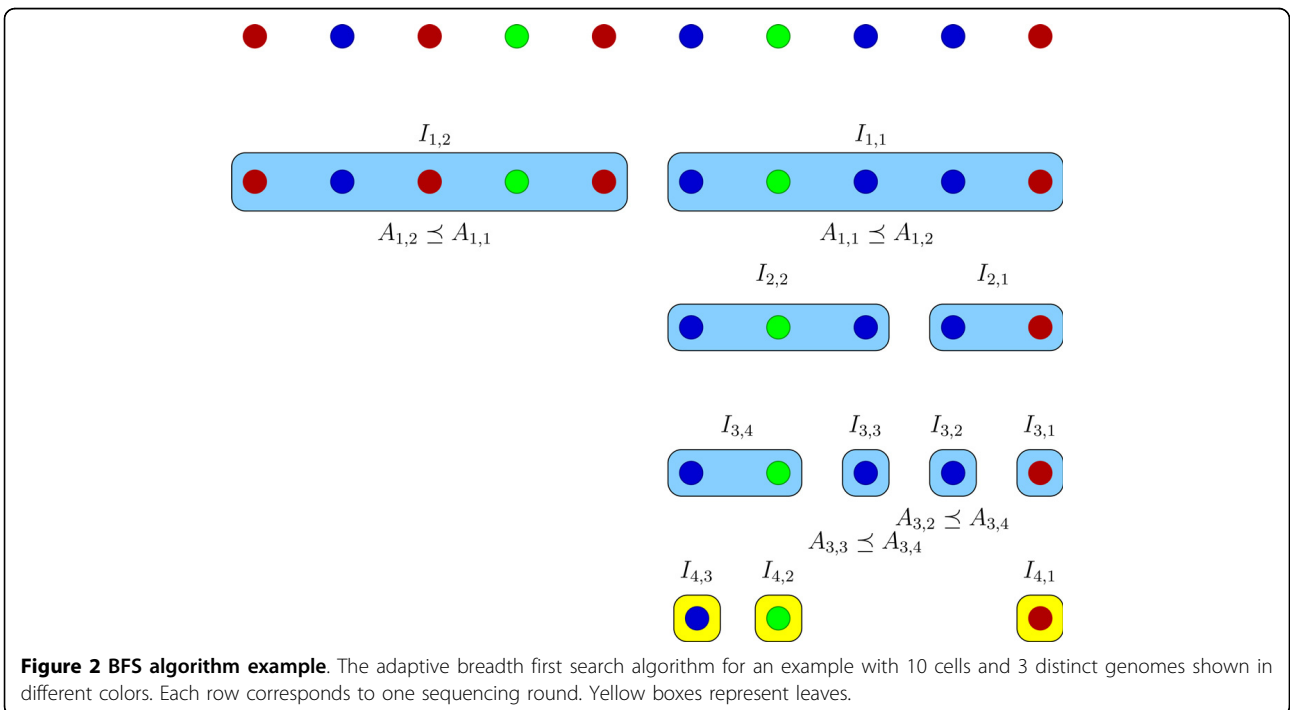 I_{1,2} I_{1,1}
A_{1,2} ⪯ A_{1,1} A_{1,1} ⪯ A_{1,2}
I_{2,2} I_{2,1}
I_{3,4} I_{3,3} I_{3,2} I_{3,1}
A_{3,2} ⪯ A_{3,4}
A_{3,3} ⪯ A_{3,4}
I_{4,3} I_{4,2} I_{4,1}
Figure 2 BFS algorithm example. The adaptive breadth first search algorithm for an example with 10 cells and 3 distinct genomes shown in
different colors. Each row corresponds to one sequencing round. Yellow boxes represent leaves.